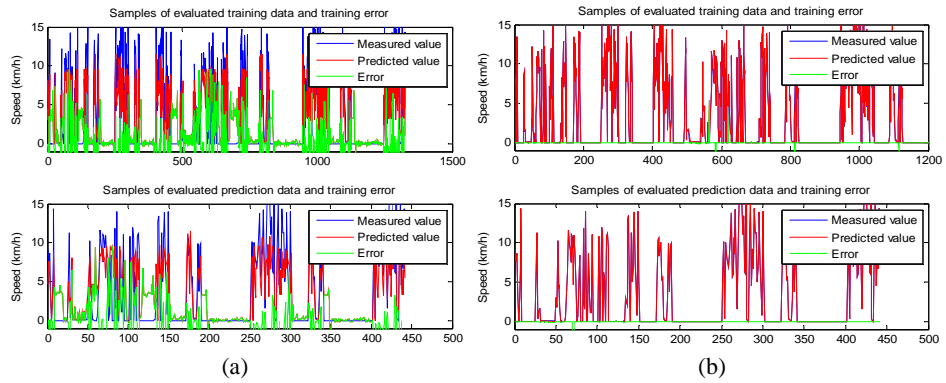 Samples of evaluated training data and training error
Speed (km/h)
15
10
5
0
Measured value
Predicted value
Error
0 500 1000 1500
Samples of evaluated prediction data and training error
Speed (km/h)
15
10
5
0
Measured value
Predicted value
Error
0 50 100 150 200 250 300 350 400 450 500
(a)
Samples of evaluated training data and training error
Speed (km/h)
15
10
5
0
Measured value
Predicted value
Error
0 200 400 600 800 1000 1200
Samples of evaluated prediction data and training error
Speed (km/h)
15
10
5
0
Measured value
Predicted value
Error
0 50 100 150 200 250 300 350 400 450 500
(b)